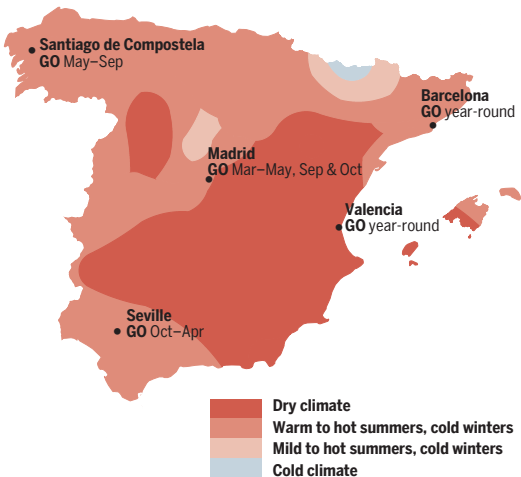 Santiago de Compostela
GO May–Sep
Barcelona
GO year-round
Madrid
GO Mar–May, Sep & Oct
Valencia
GO year-round
Seville
GO Oct–Apr
Dry climate
Warm to hot summers, cold winters
Mild to hot summers, cold winters
Cold climate